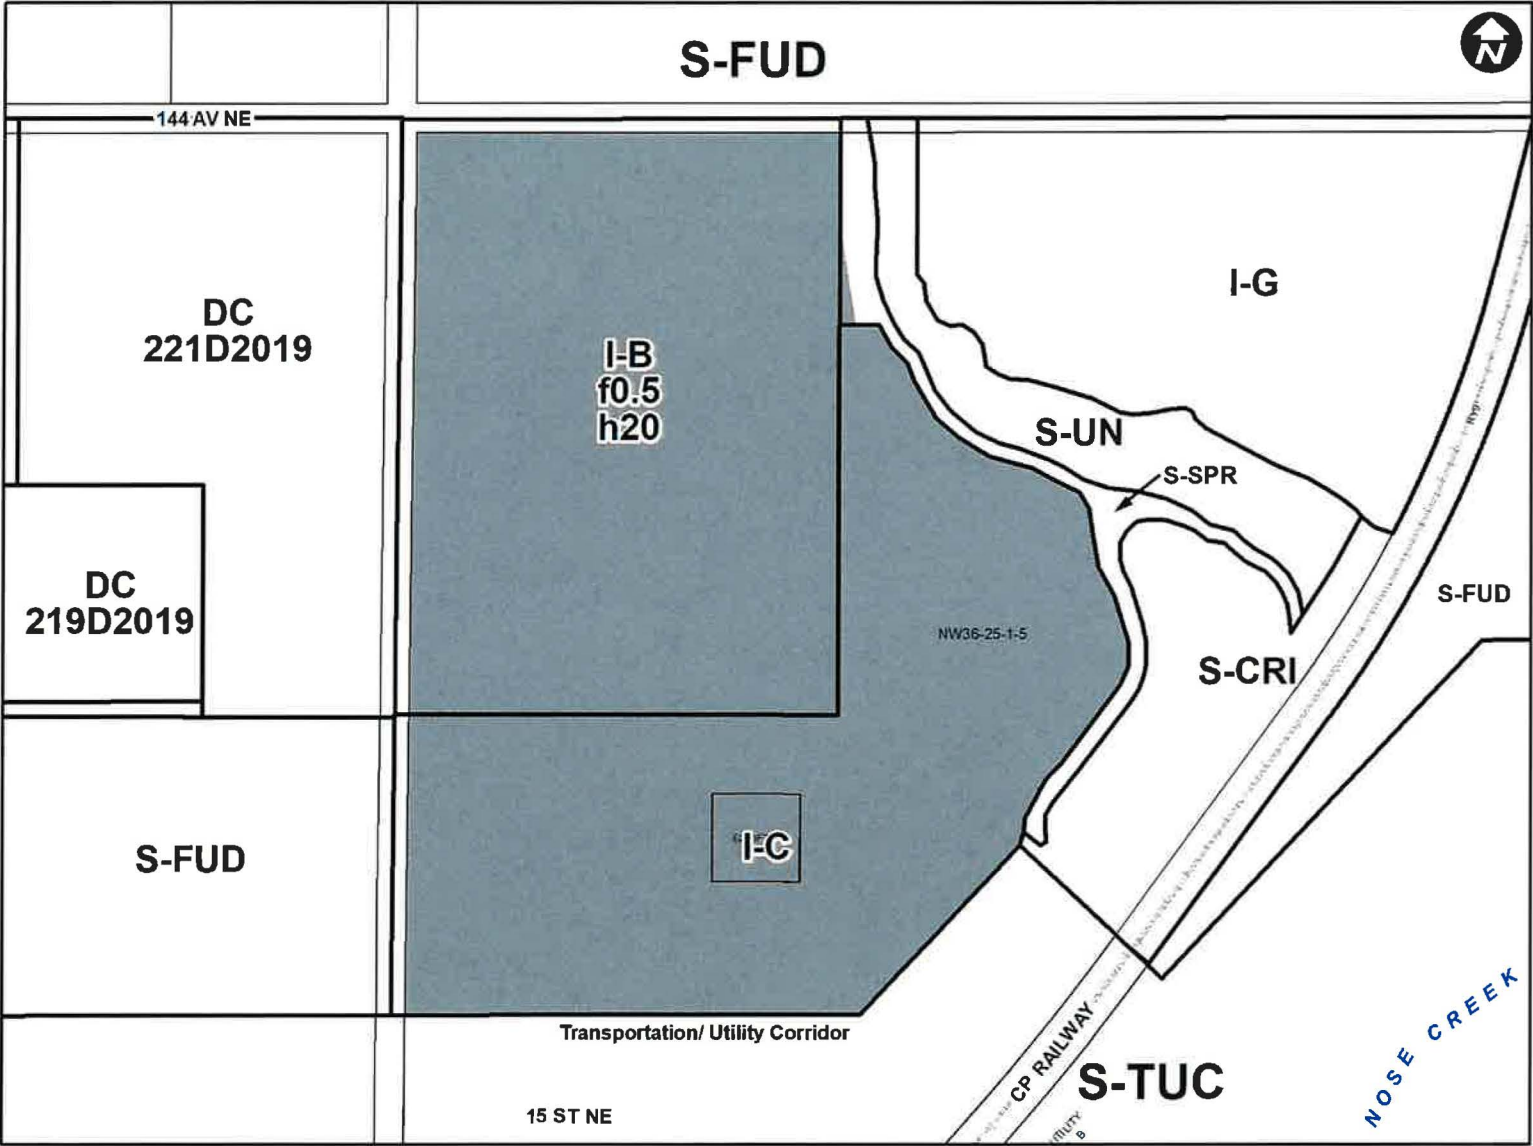 S-FUD
N
144 AV NE
DC
221D2019
I-B
f0.5
h20
I-G
S-UN
S-SPR
DC
219D2019
S-FUD
NW36-25-1-5
S-CRI
S-FUD
I-C
Transportation/ Utility Corridor
CP RAILWAY
S-TUC
NOSE CREEK
15 ST NE
B